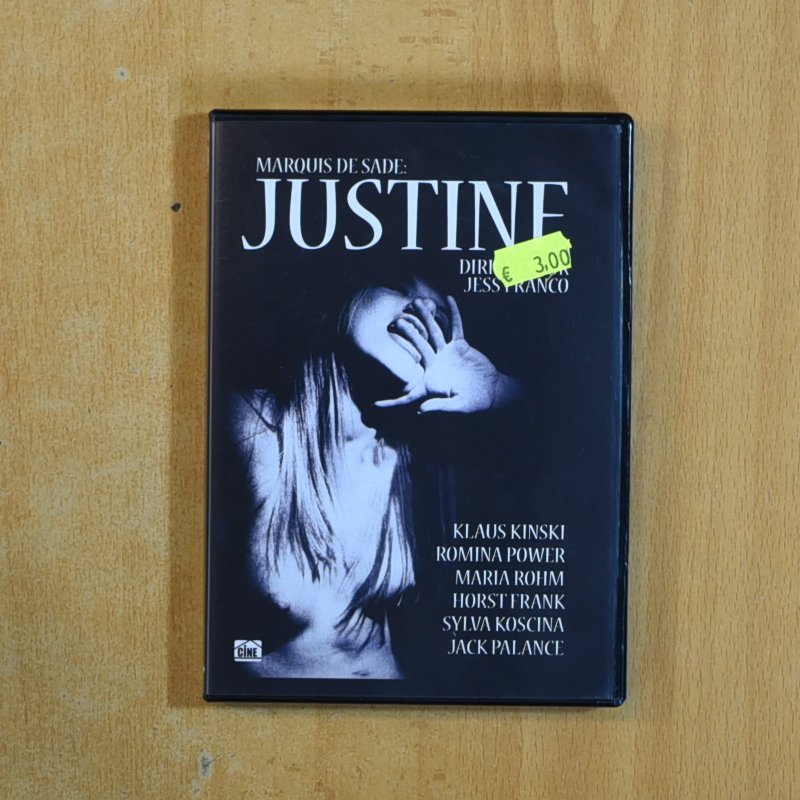 MARQUIS DE SADE:
JUSTINE
€ 3,00
JESS FRANCO
KLAUS KINSKI
ROMINA POWER
MARIA ROHM
HORST FRANK
SYLVA KOSCINA
JACK PALANCE
CINE